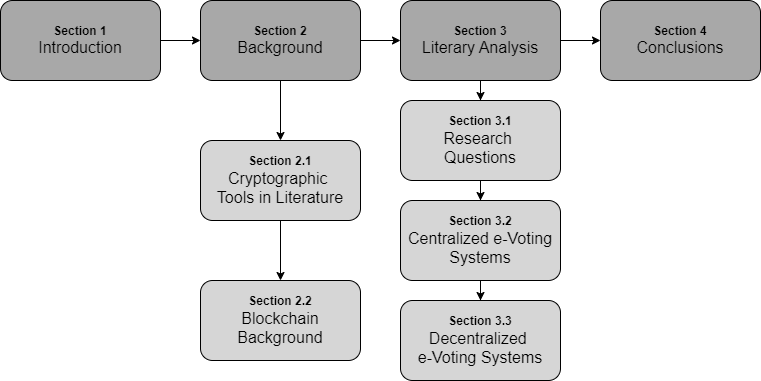 Section 1
Introduction
Section 2
Background
Section 3
Literary Analysis
Section 4
Conclusions
Section 2.1
Cryptographic
Tools in Literature
Section 2.2
Blockchain
Background
Section 3.1
Research
Questions
Section 3.2
Centralized e-Voting
Systems
Section 3.3
Decentralized
e-Voting Systems